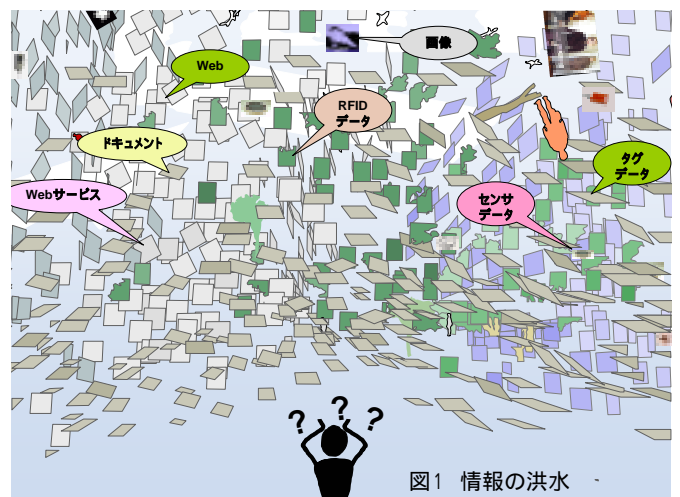 Web
画像
RFID
データ
ドキュメント
タグ
データ
Webサービス
センサ
データ
? ? ?
図1 情報の洪水